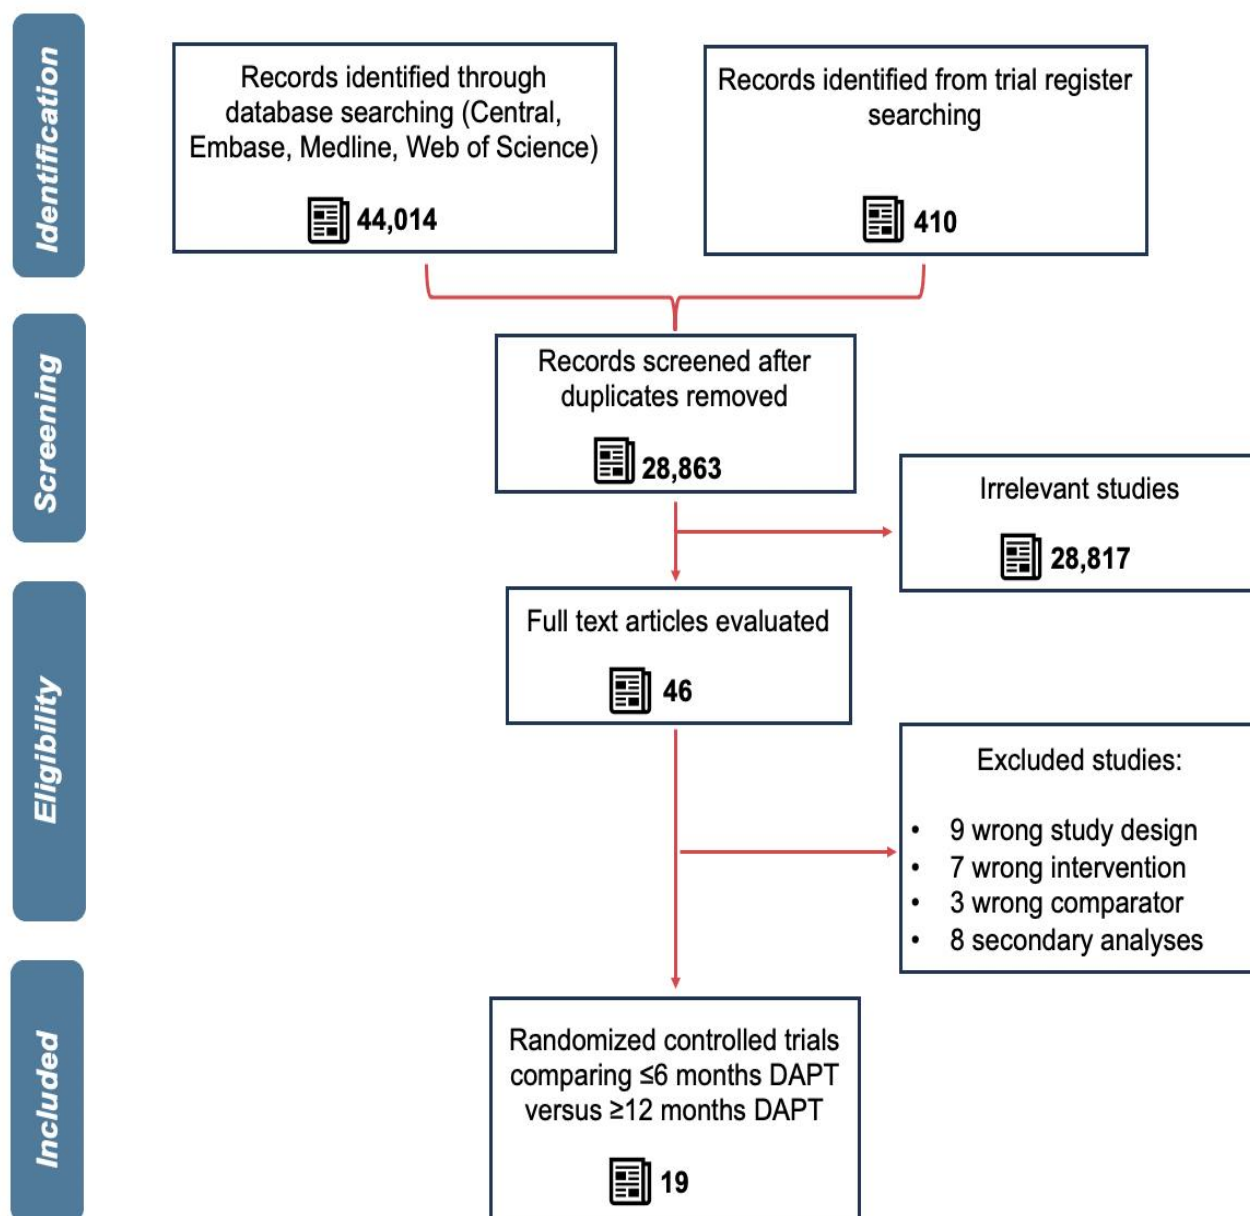 Identification
Records identified through
database searching (Central,
Embase, Medline, Web of Science)
44,014
Records identified from trial register
searching
410
Screening
Records screened after
duplicates removed
28,863
Irrelevant studies
28,817
Eligibility
Full text articles evaluated
46
Excluded studies:
• 9 wrong study design
• 7 wrong intervention
• 3 wrong comparator
• 8 secondary analyses
Included
Randomized controlled trials
comparing ≤6 months DAPT
versus ≥12 months DAPT
19